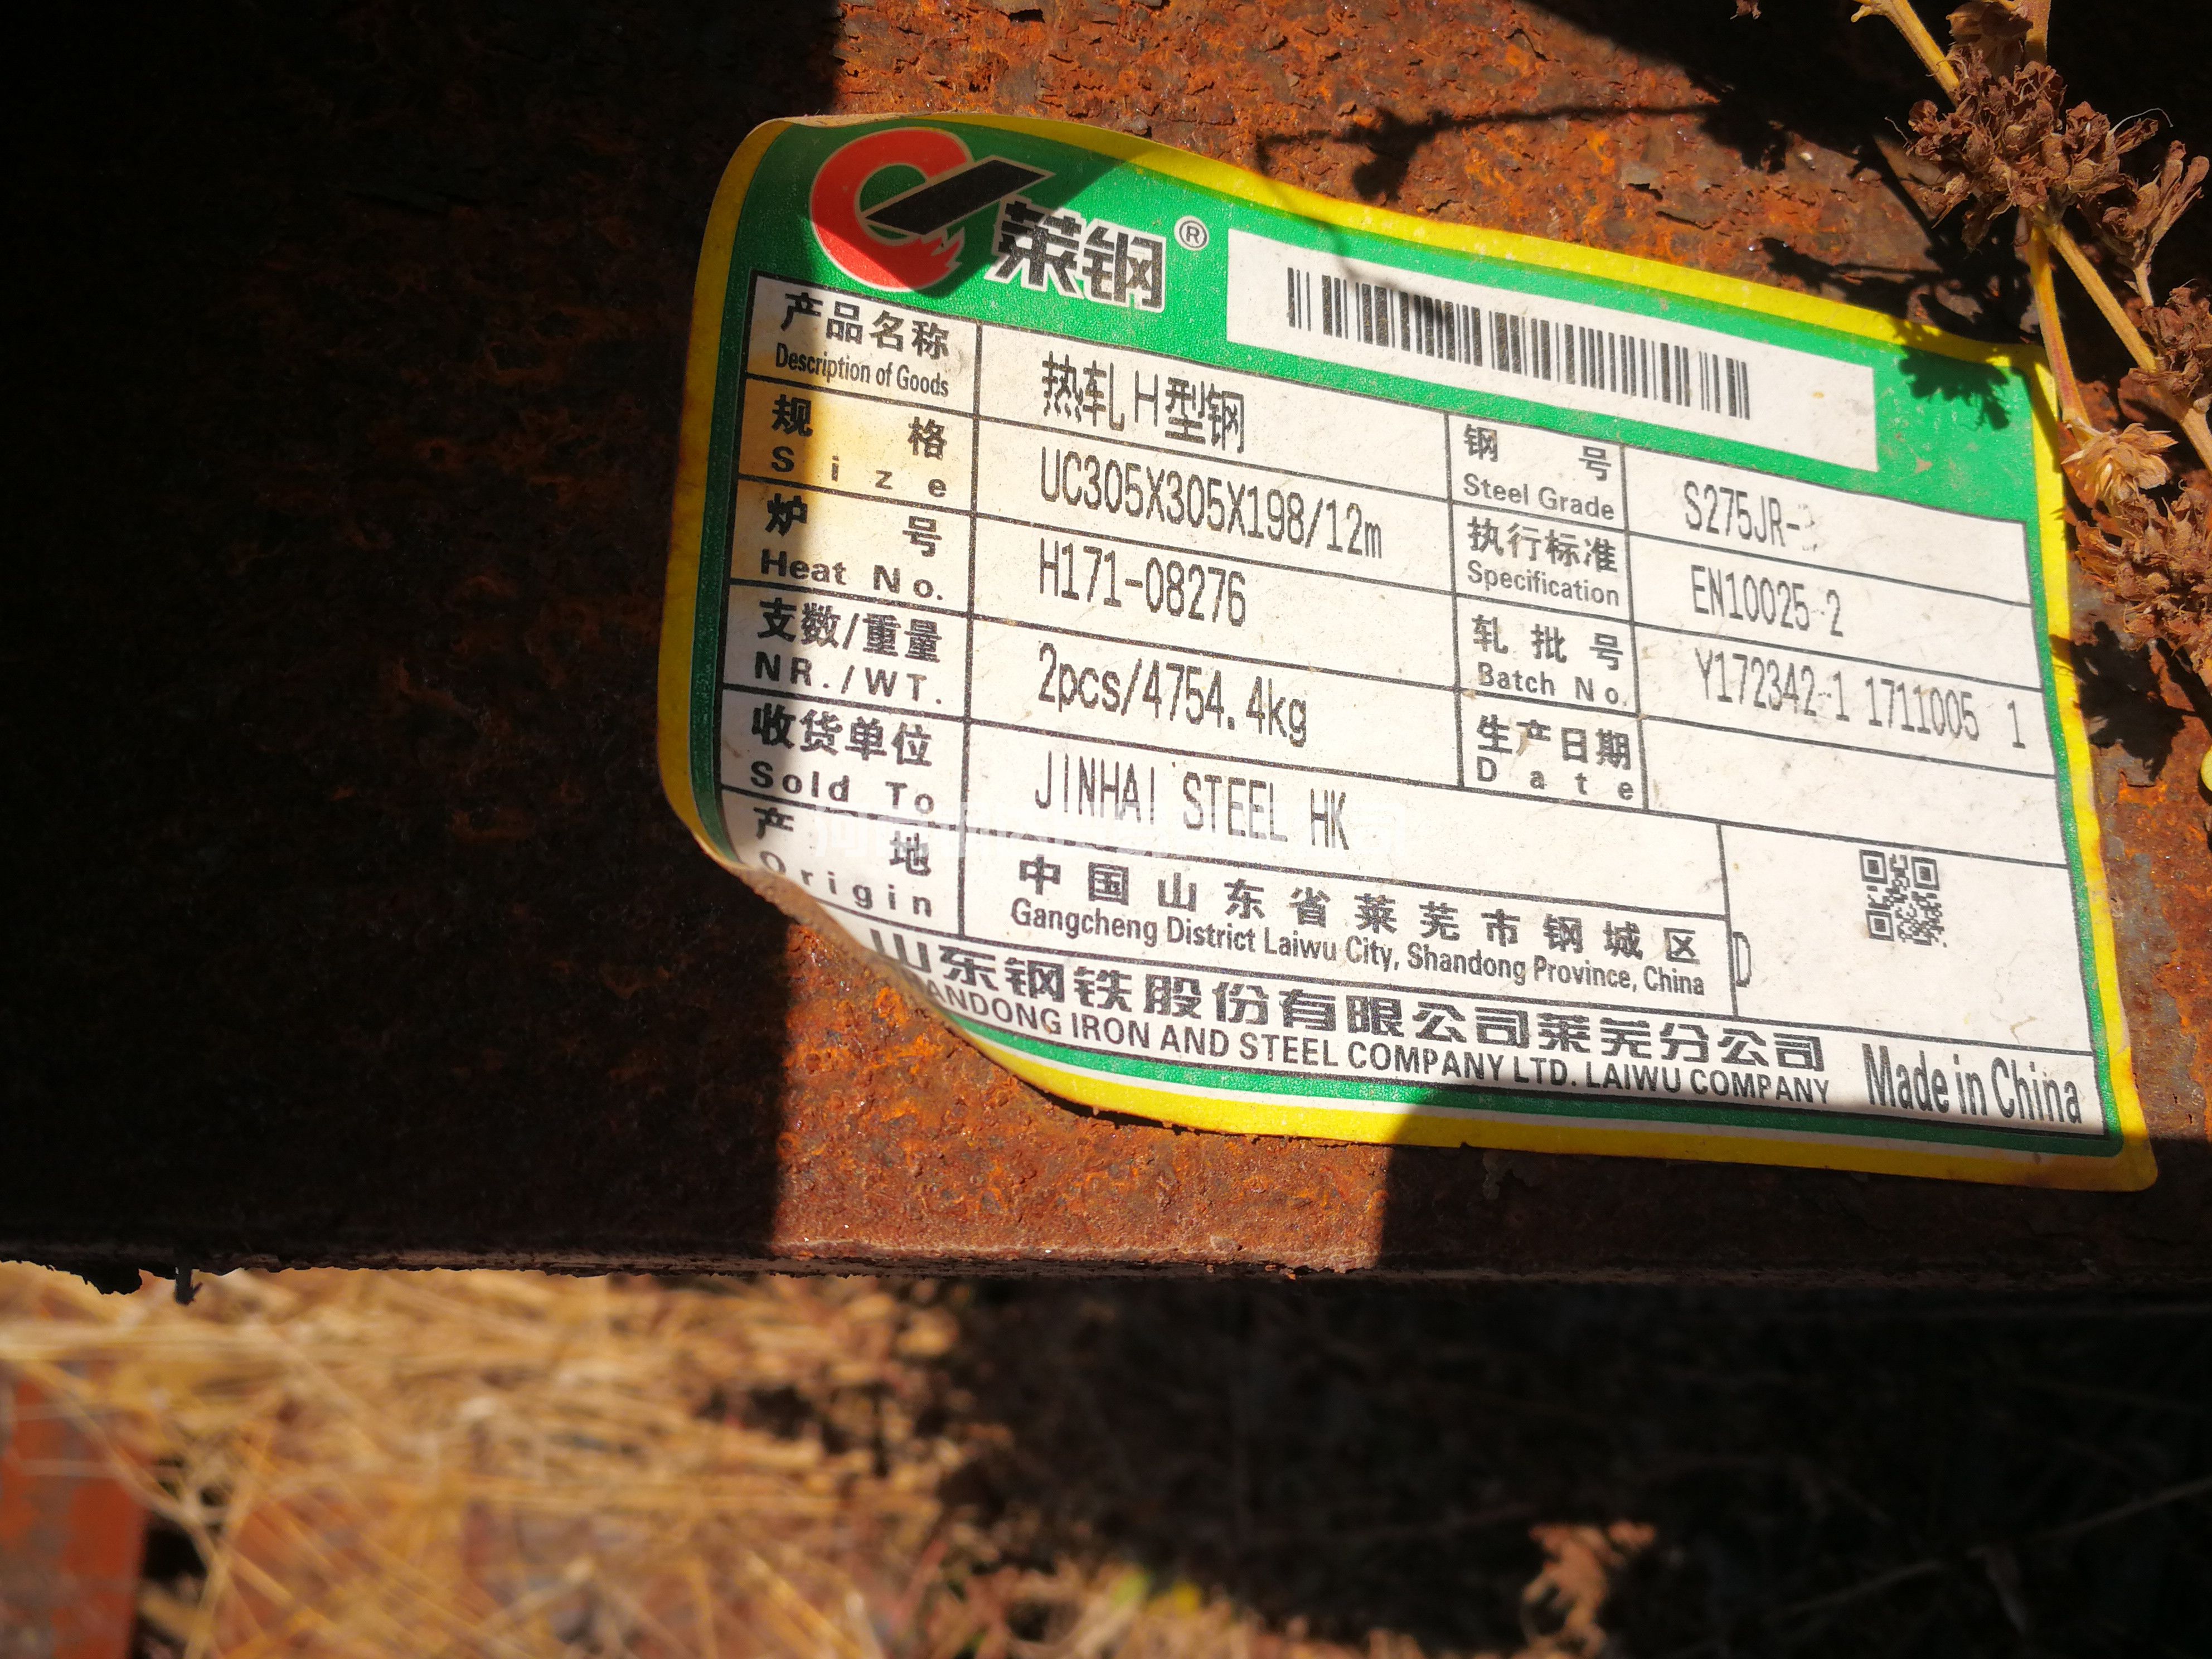 莱钢®
产品名称 热轧H型钢 钢号 S275JR-
Description of Goods Steel Grade
规格 UC305X305X198/12m 执行标准 EN10025-2
Size Specification
炉号 H171-08276 轧批号 Y172342-1 1711005 1
Heat No. Batch No.
支数/重量 2pcs/4754.4kg 生产日期
NR./WT. Date
收货单位 JINHAI STEEL HK
Sold To
产地 中国山东省莱芜市钢城区 D
Origin Gangcheng District Laiwu City, Shandong Province, China
山东钢铁股份有限公司莱芜分公司
ANDONG IRON AND STEEL COMPANY LTD. LAIWU COMPANY Made in China